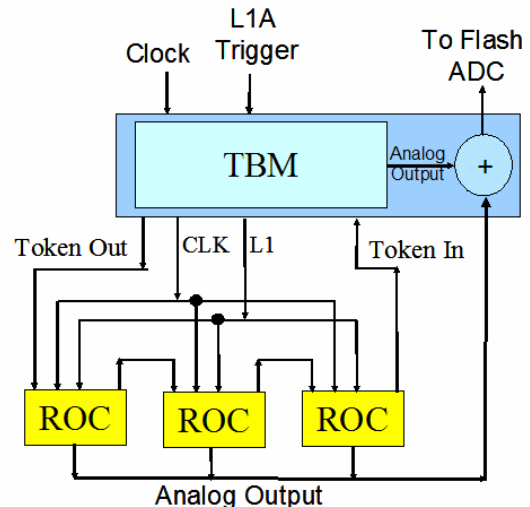 L1A
Trigger
Clock
To Flash
ADC
TBM
Analog
Output
+
Token Out
CLK
L1
Token In
ROC
ROC
ROC
Analog Output